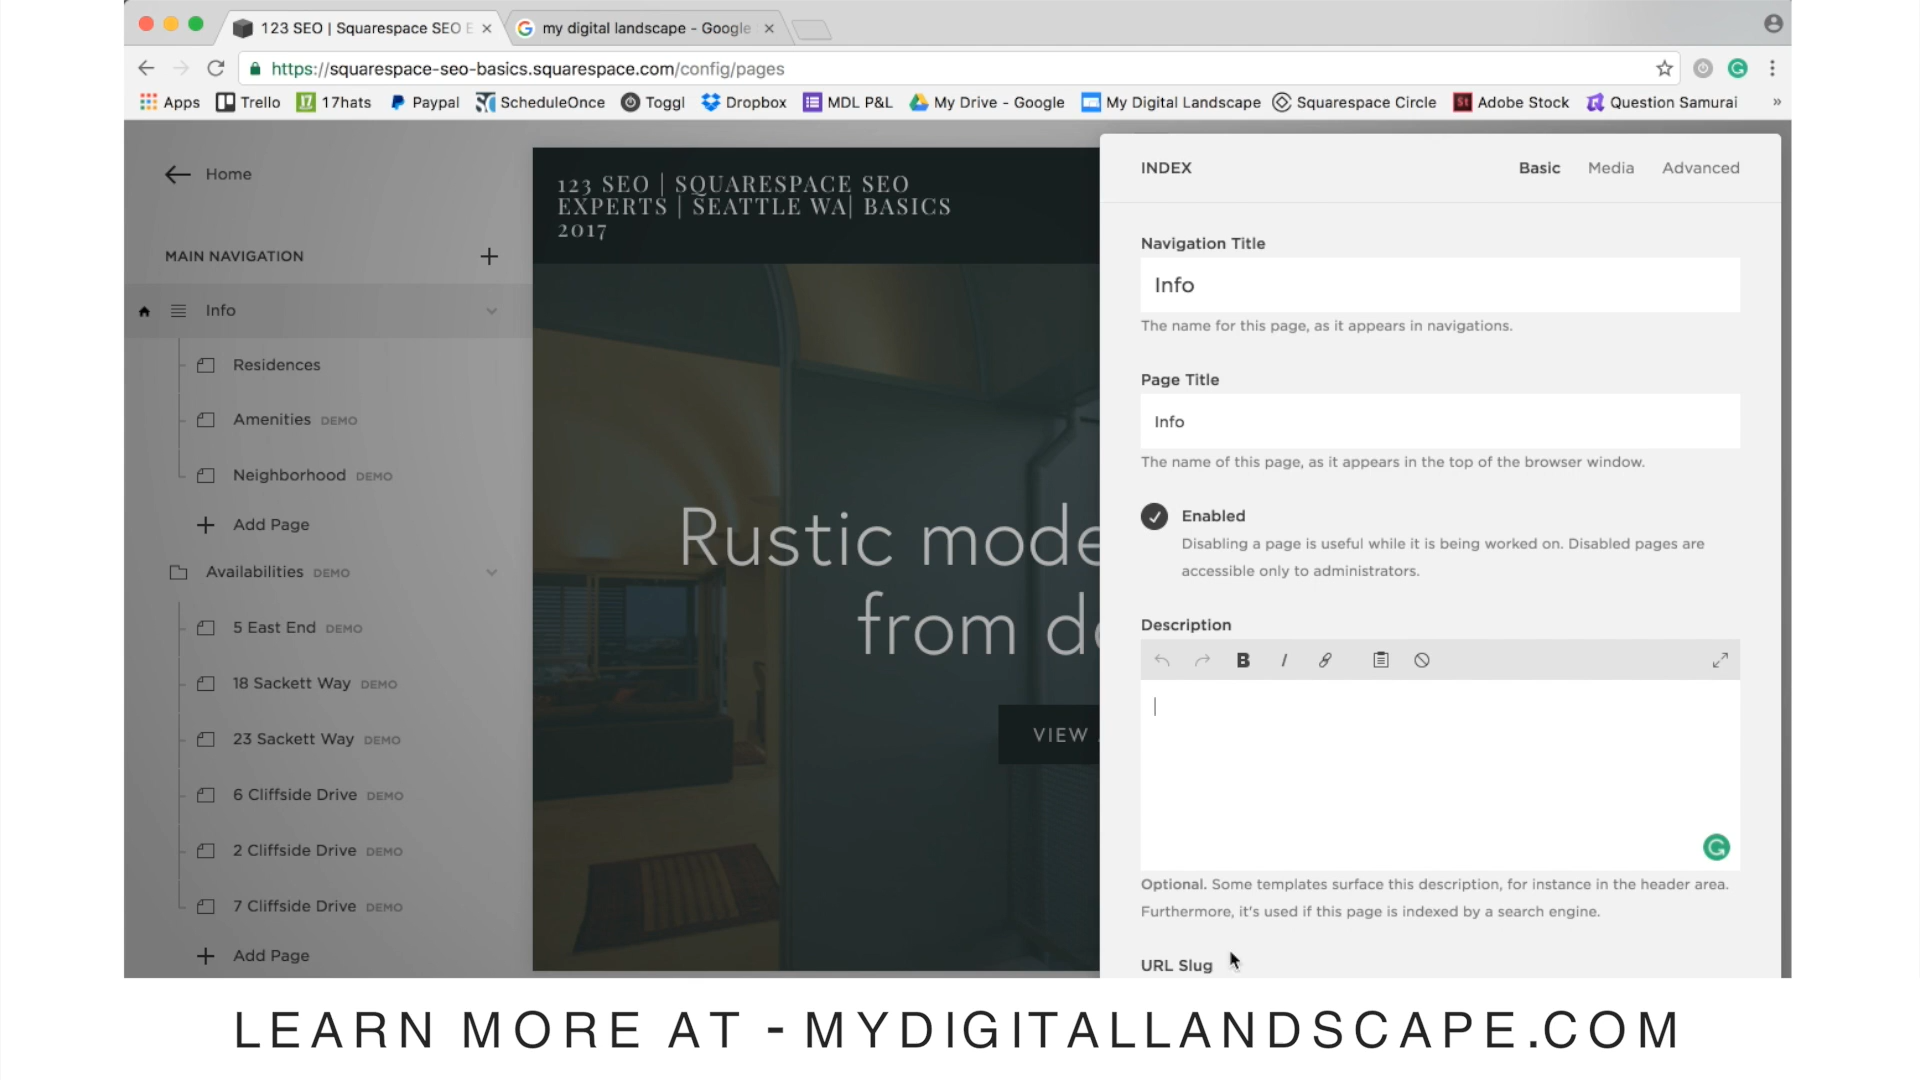 123 SEO | Squarespace SEO E
my digital landscape - Google
https://squarespace-seo-basics.squarespace.com/config/pages
Apps Trello 17hats Paypal ScheduleOnce Toggl Dropbox MDL P&L My Drive - Google My Digital Landscape Squarespace Circle Adobe Stock Question Samurai »
Home
MAIN NAVIGATION
Info
Residences
Amenities DEMO
Neighborhood DEMO
Add Page
Availabilities DEMO
5 East End DEMO
18 Sackett Way DEMO
23 Sackett Way DEMO
6 Cliffside Drive DEMO
2 Cliffside Drive DEMO
7 Cliffside Drive DEMO
Add Page
123 SEO | SQUARESPACE SEO
EXPERTS | SEATTLE WA| BASICS
2017
Rustic mode
from d
VIEW
INDEX
Basic Media Advanced
Navigation Title
Info
The name for this page, as it appears in navigations.
Page Title
Info
The name of this page, as it appears in the top of the browser window.
Enabled
Disabling a page is useful while it is being worked on. Disabled pages are
accessible only to administrators.
Description
B I
Optional. Some templates surface this description, for instance in the header area.
Furthermore, it's used if this page is indexed by a search engine.
URL Slug
LEARN MORE AT - MYDIGITALLANDSCAPE.COM